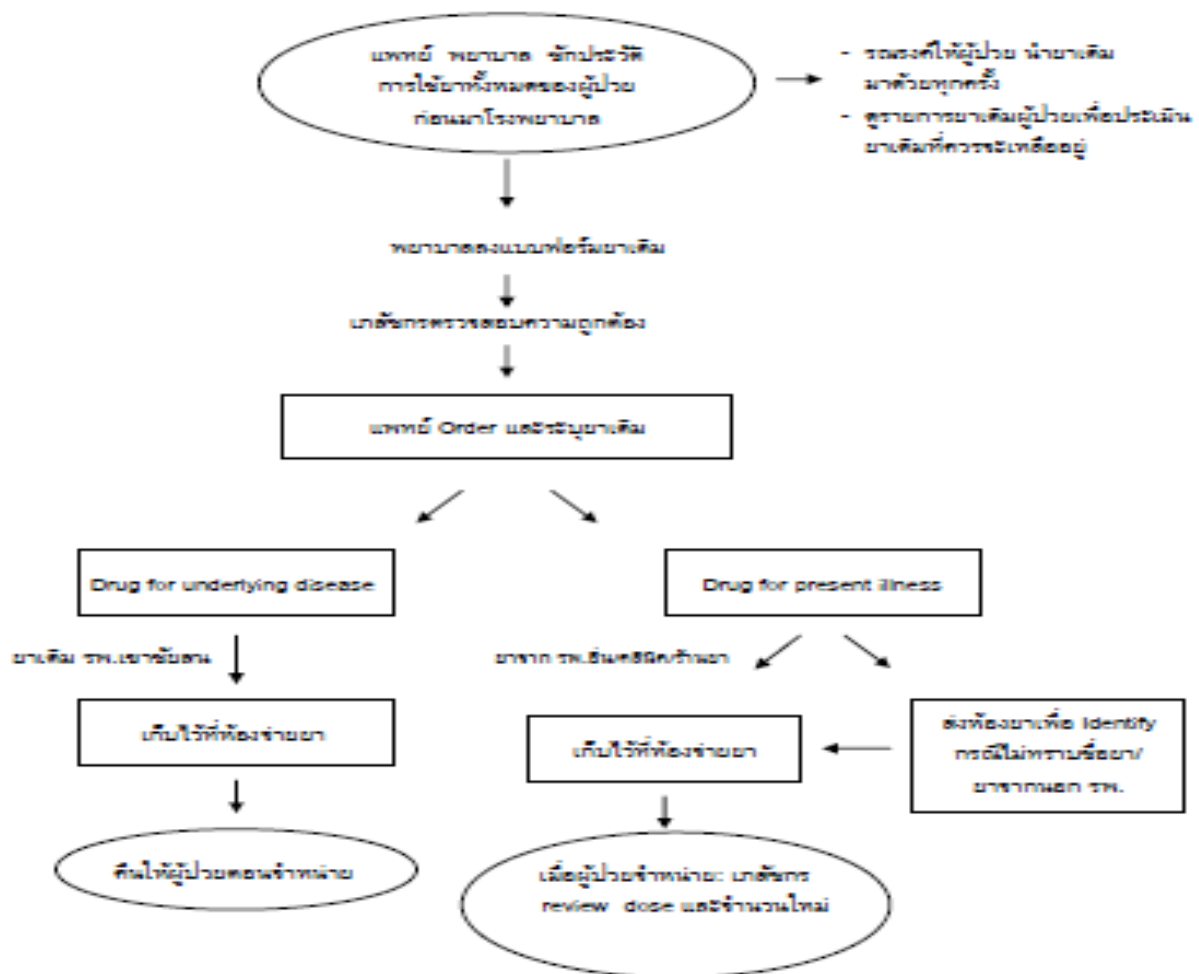 แพทย์ พยาบาล ซักประวัติ
การใช้ยาทั้งหมดของผู้ป่วย
ก่อนมาโรงพยาบาล
- รณรงค์ให้ผู้ป่วย นำยาเดิม
มาด้วยทุกครั้ง
- ดูรายการยาเดิมผู้ป่วยเพื่อประเมิน
ยาเดิมที่ควรจะเหลืออยู่
พยาบาลลงแบบฟอร์มยาเดิม
เภสัชกรตรวจสอบความถูกต้อง
แพทย์ Order และระบุยาเดิม
Drug for underlying disease
Drug for present illness
ยาเดิม รพ.เขาชัยสน
ยาจาก รพ.อื่น/คลินิค/ร้านยา
เก็บไว้ที่ห้องจ่ายยา
เก็บไว้ที่ห้องจ่ายยา
ส่งห้องยาเพื่อ Identify
กรณีไม่ทราบชื่อยา/
ยาจากนอก รพ.
คืนให้ผู้ป่วยตอนจำหน่าย
เมื่อผู้ป่วยจำหน่าย: เภสัชกร
review dose และจำนวนใหม่